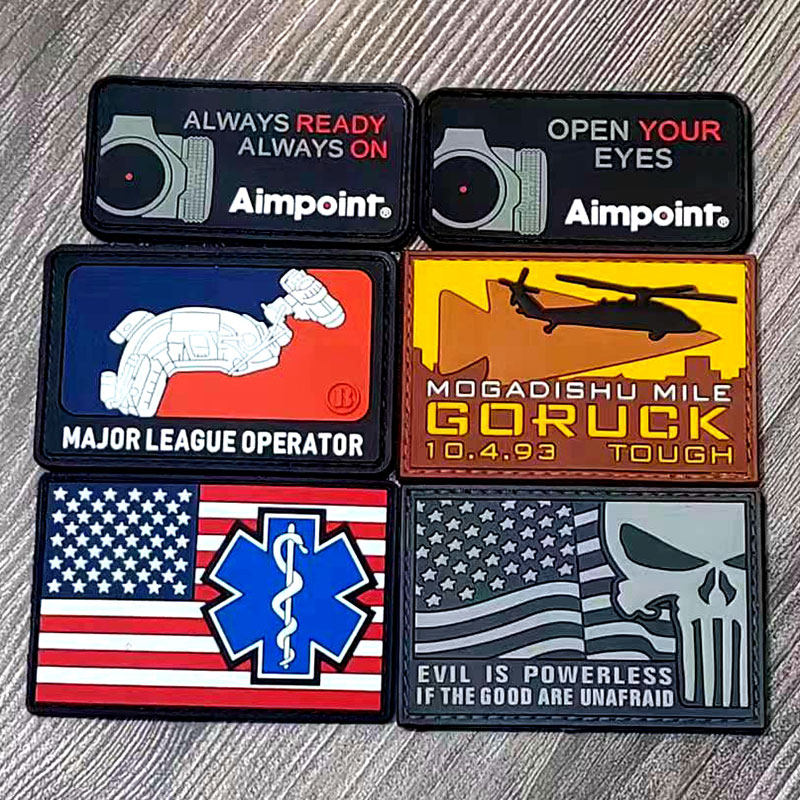 ALWAYS READY
ALWAYS ON
Aimpoint®
OPEN YOUR
EYES
Aimpoint®
MAJOR LEAGUE OPERATOR
MOGADISHU MILE
GORUCK
10.4.93 TOUGH
EVIL IS POWERLESS
IF THE GOOD ARE UNAFRAID